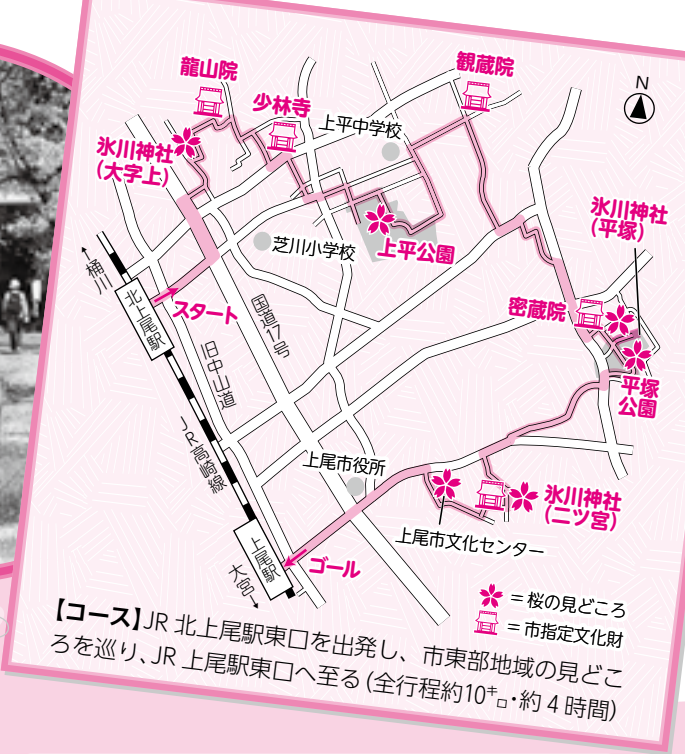 龍山院
観蔵院
N
少林寺
上平中学校
氷川神社
(大字上)
氷川神社
(平塚)
上平公園
芝川小学校
桶川
北上尾駅
スタート
密蔵院
国道17号
旧中山道
平塚
公園
JR高崎線
上尾市役所
氷川神社
(二ツ宮)
上尾市文化センター
上尾駅
ゴール
大宮
=桜の見どころ
=市指定文化財
【コース】JR 北上尾駅東口を出発し、市東部地域の見どこ
ろを巡り、JR 上尾駅東口へ至る(全行程約10㌔・約4時間)